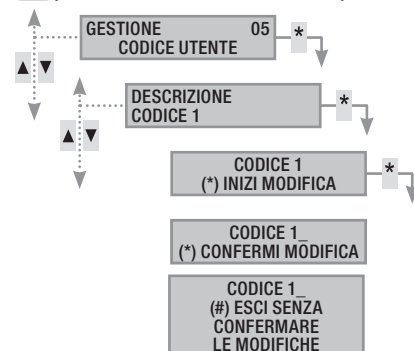 GESTIONE 05
CODICE UTENTE
*
▲ ▼
DESCRIZIONE
CODICE 1
*
▲ ▼
CODICE 1
(*) INIZI MODIFICA
*
CODICE 1_
(*) CONFERMI MODIFICA
CODICE 1_
(#) ESCI SENZA
CONFERMARE
LE MODIFICHE